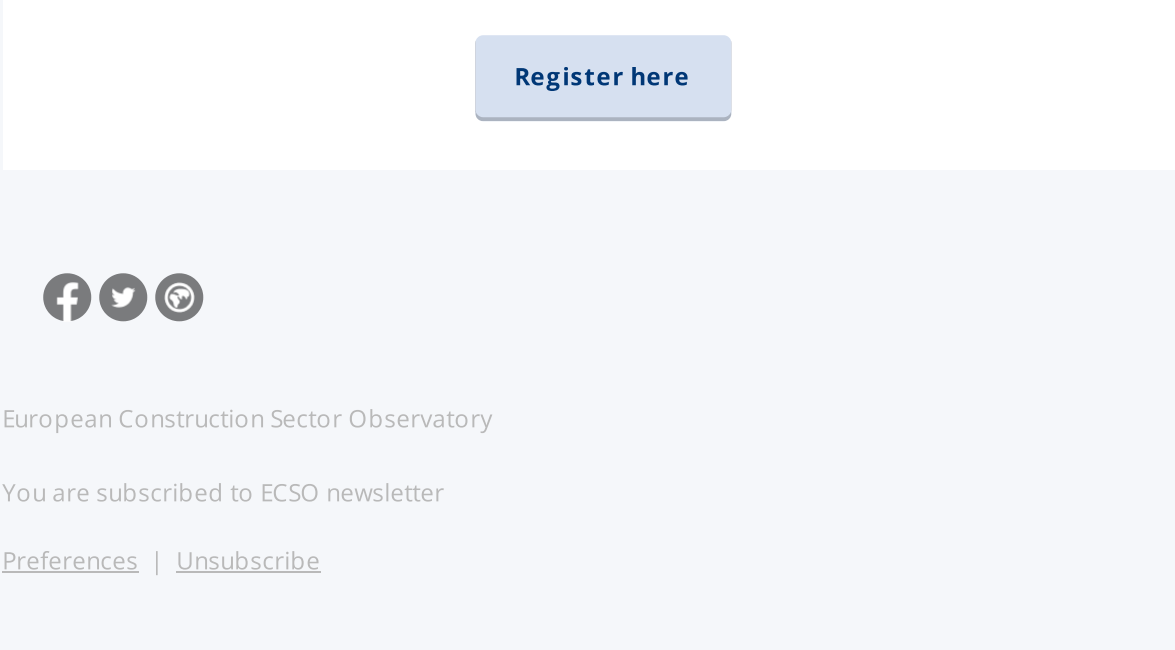 Register here
European Construction Sector Observatory
You are subscribed to ECSO newsletter
Preferences | Unsubscribe